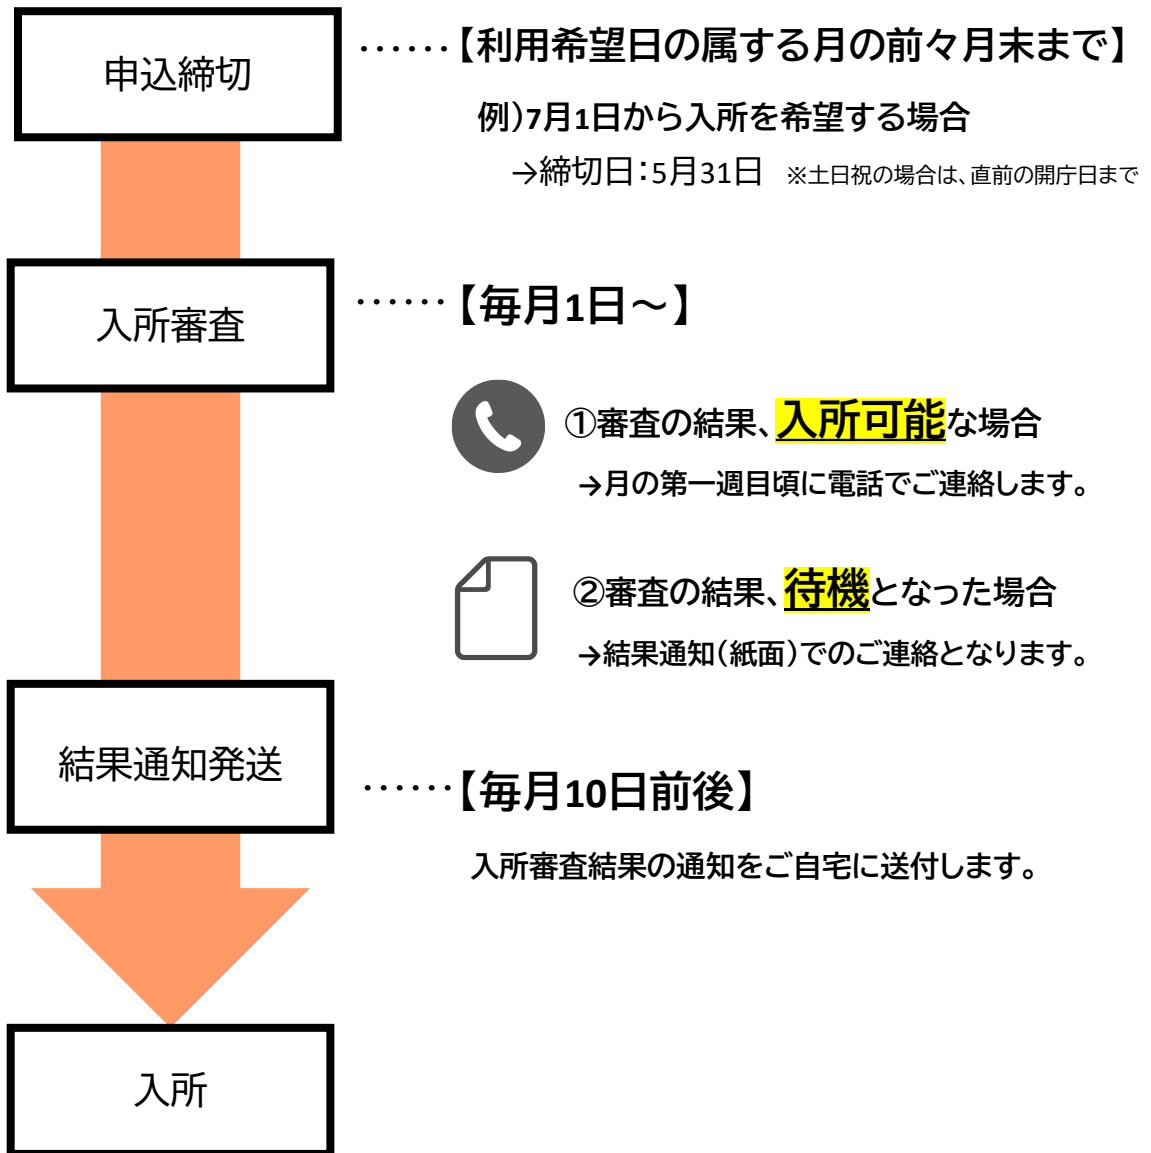 申込締切
……【利用希望日の属する月の前々月末まで】
例）7月1日から入所を希望する場合
→締切日：5月31日　※土日祝の場合は、直前の開庁日まで
入所審査
……【毎月1日～】
①審査の結果、入所可能な場合
→月の第一週目頃に電話でご連絡します。
②審査の結果、待機となった場合
→結果通知（紙面）でのご連絡となります。
結果通知発送
……【毎月10日前後】
入所審査結果の通知をご自宅に送付します。
入所